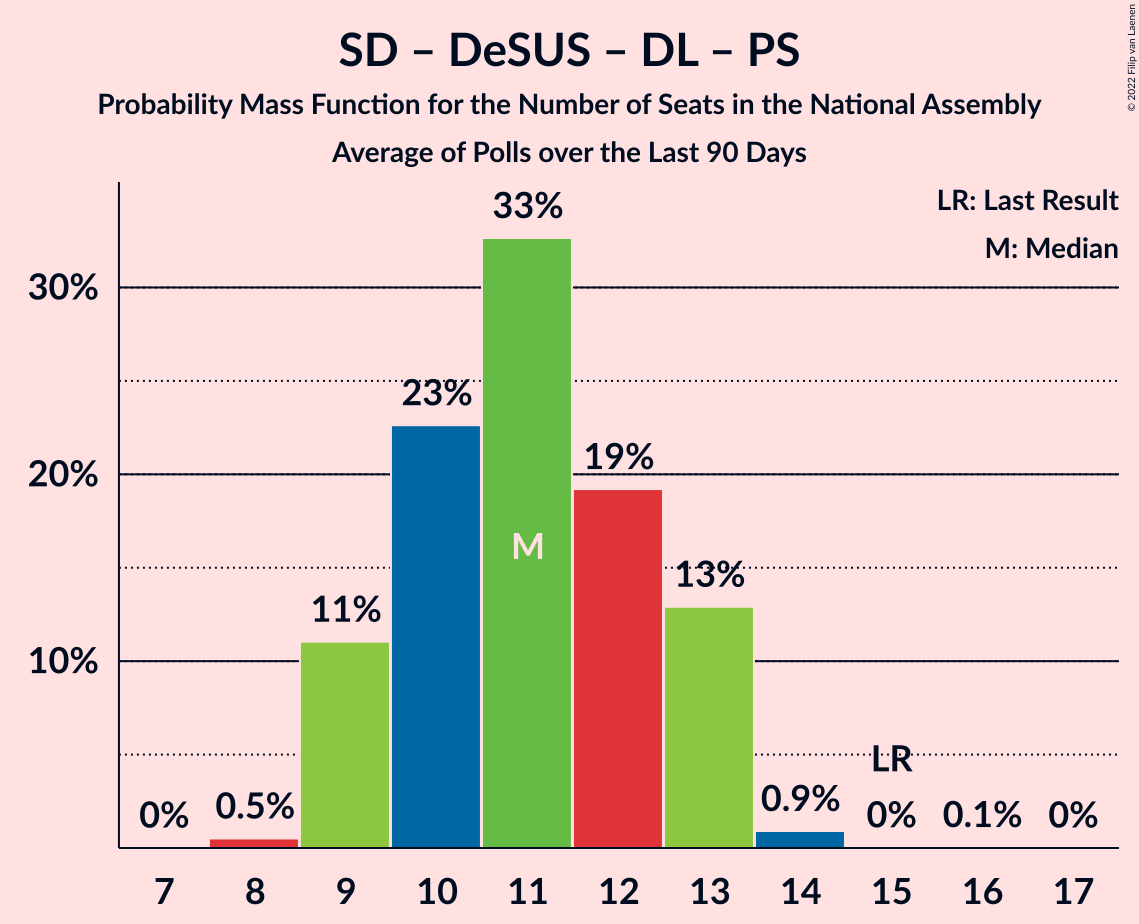 SD – DeSUS – DL – PS
Probability Mass Function for the Number of Seats in the National Assembly
Average of Polls over the Last 90 Days
© 2022 Filip van Laenen
LR: Last Result
M: Median
33%
30%
23%
20%
19%
M
13%
11%
10%
LR
0%
0.5%
0.9%
0%
0.1%
0%
7 8 9 10 11 12 13 14 15 16 17